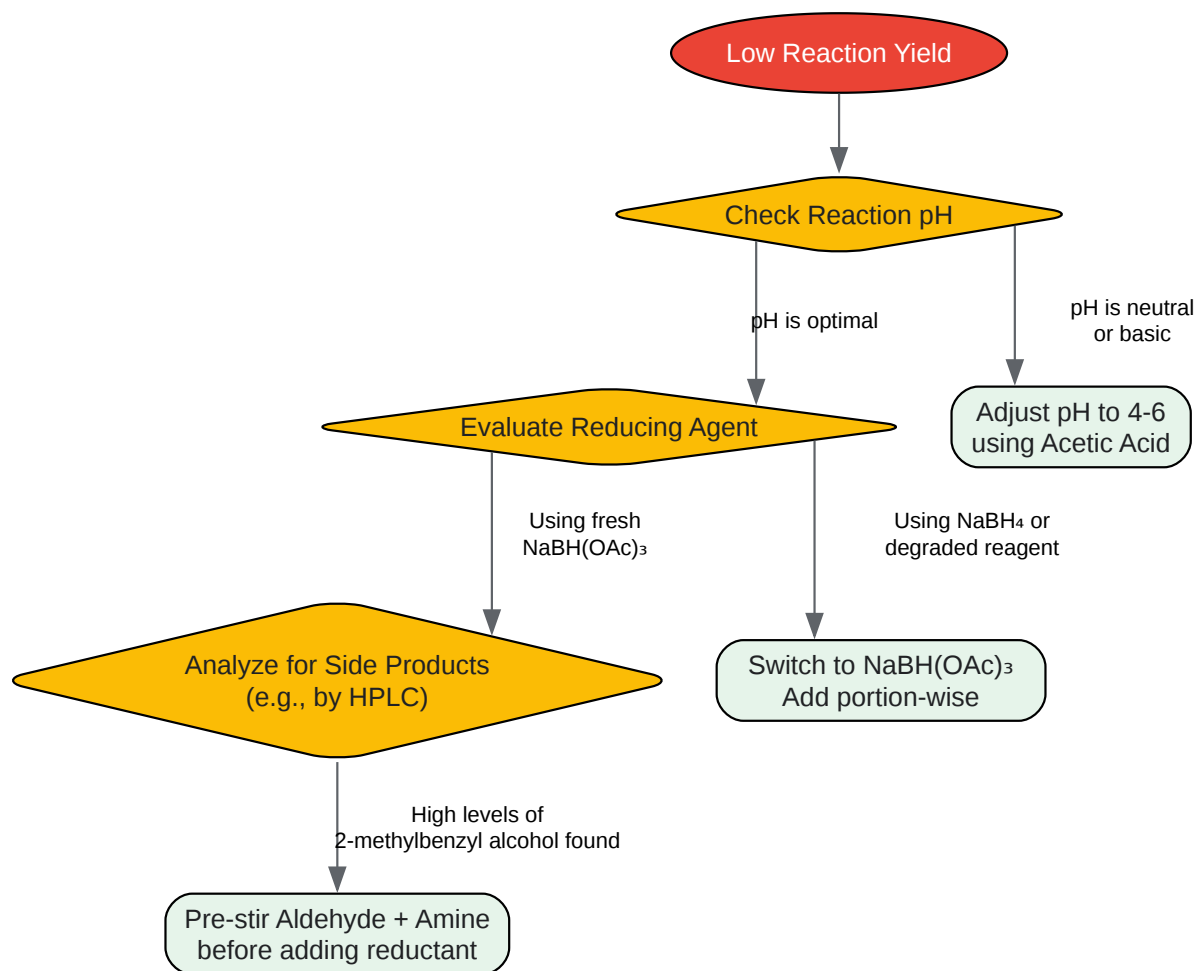 Low Reaction Yield
Check Reaction pH
pH is optimal
pH is neutral
or basic
Evaluate Reducing Agent
Adjust pH to 4-6
using Acetic Acid
Using fresh
NaBH(OAc)₃
Using NaBH₄ or
degraded reagent
Analyze for Side Products
(e.g., by HPLC)
Switch to NaBH(OAc)₃
Add portion-wise
High levels of
2-methylbenzyl alcohol found
Pre-stir Aldehyde + Amine
before adding reductant